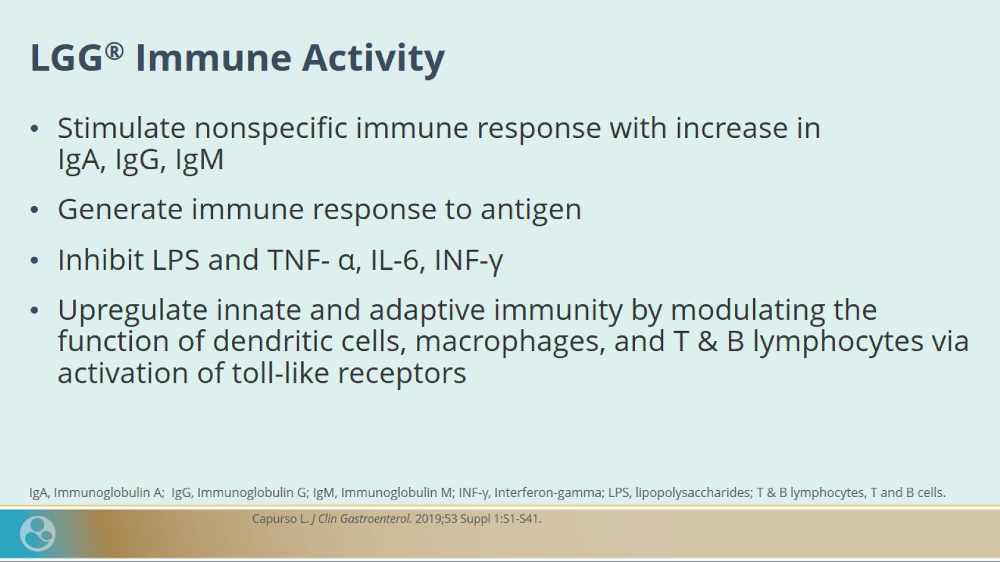 LGG® Immune Activity
• Stimulate nonspecific immune response with increase in
IgA, IgG, IgM
• Generate immune response to antigen
• Inhibit LPS and TNF- α, IL-6, INF-γ
• Upregulate innate and adaptive immunity by modulating the
function of dendritic cells, macrophages, and T & B lymphocytes via
activation of toll-like receptors
IgA, Immunoglobulin A;  IgG, Immunoglobulin G; IgM, Immunoglobulin M; INF-γ, Interferon-gamma; LPS, lipopolysaccharides; T & B lymphocytes, T and B cells.
Capurso L. J Clin Gastroenterol. 2019;53 Suppl 1:S1-S41.